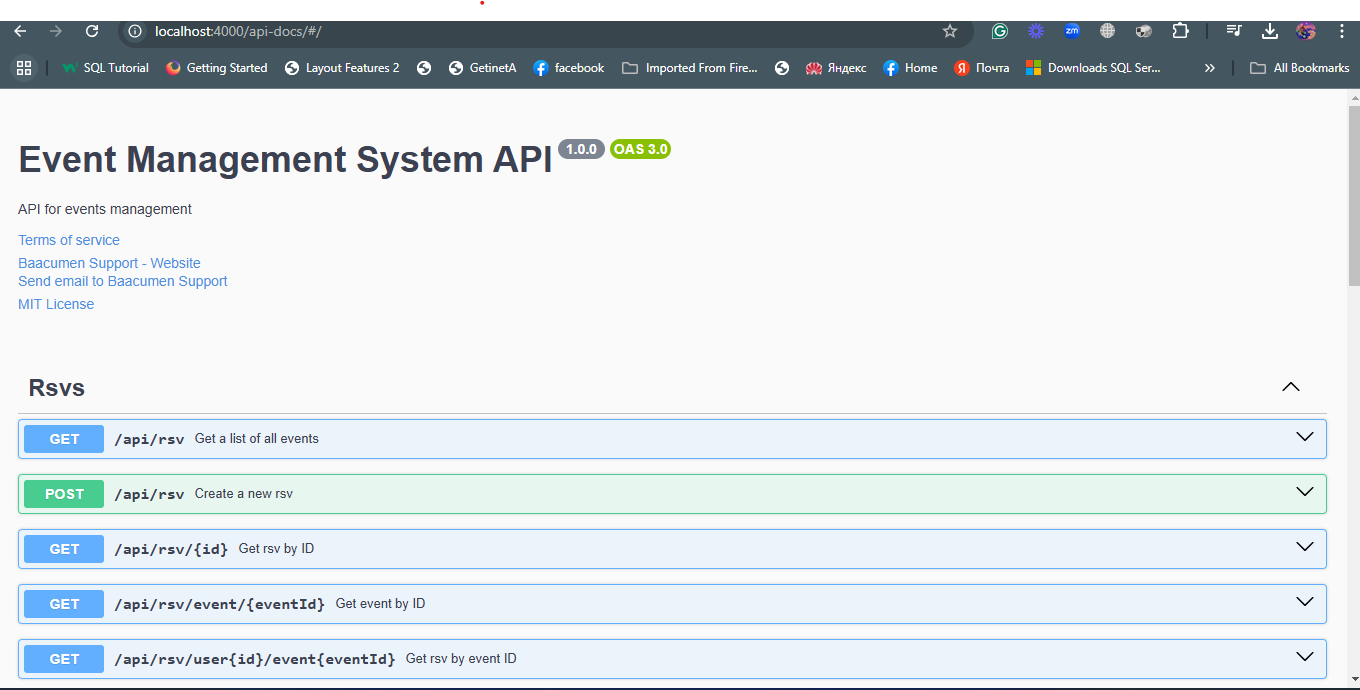 localhost:4000/api-docs/#/
zm
SQL Tutorial Getting Started Layout Features 2 GetinetA facebook Imported From Fire... Яндекс Home Я Почта Downloads SQL Ser... » All Bookmarks
Event Management System API 1.0.0 OAS 3.0
API for events management
Terms of service
Baacumen Support - Website
Send email to Baacumen Support
MIT License
Rsvs
GET /api/rsv Get a list of all events
POST /api/rsv Create a new rsv
GET /api/rsv/{id} Get rsv by ID
GET /api/rsv/event/{eventId} Get event by ID
GET /api/rsv/user{id}/event{eventId} Get rsv by event ID